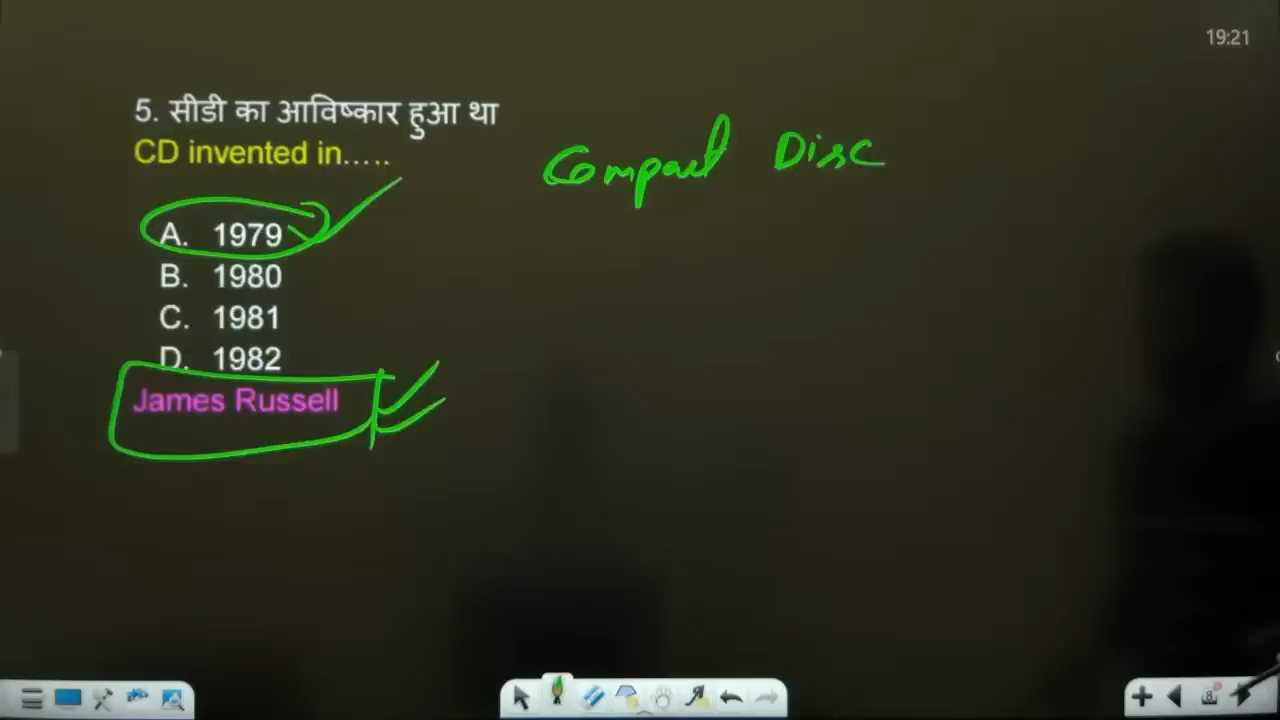 19:21
5. सीडी का आविष्कार हुआ था
CD invented in.....
Compact Disc
A. 1979
B. 1980
C. 1981
D. 1982
James Russell